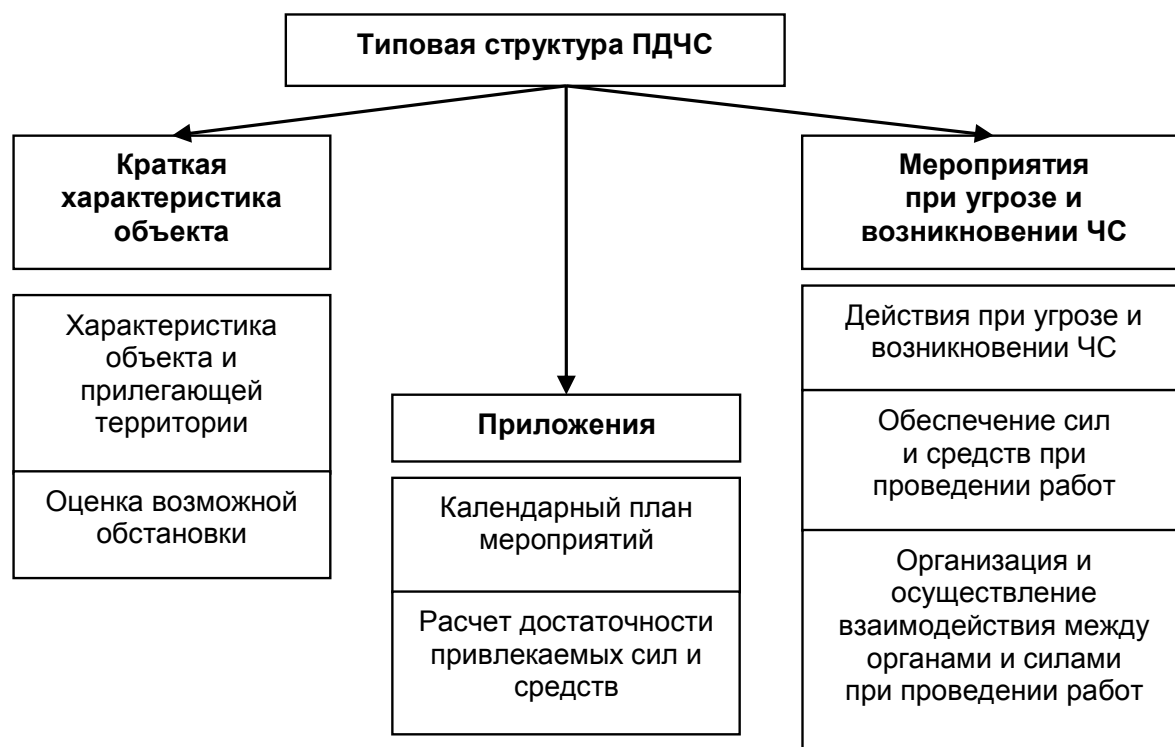 Типовая структура ПДЧС
Краткая
характеристика
объекта
Характеристика
объекта и
прилегающей
территории
Оценка возможной
обстановки
Приложения
Календарный план
мероприятий
Расчет достаточности
привлекаемых сил и
средств
Мероприятия
при угрозе и
возникновении ЧС
Действия при угрозе и
возникновении ЧС
Обеспечение сил
и средств при
проведении работ
Организация и
осуществление
взаимодействия между
органами и силами
при проведении работ